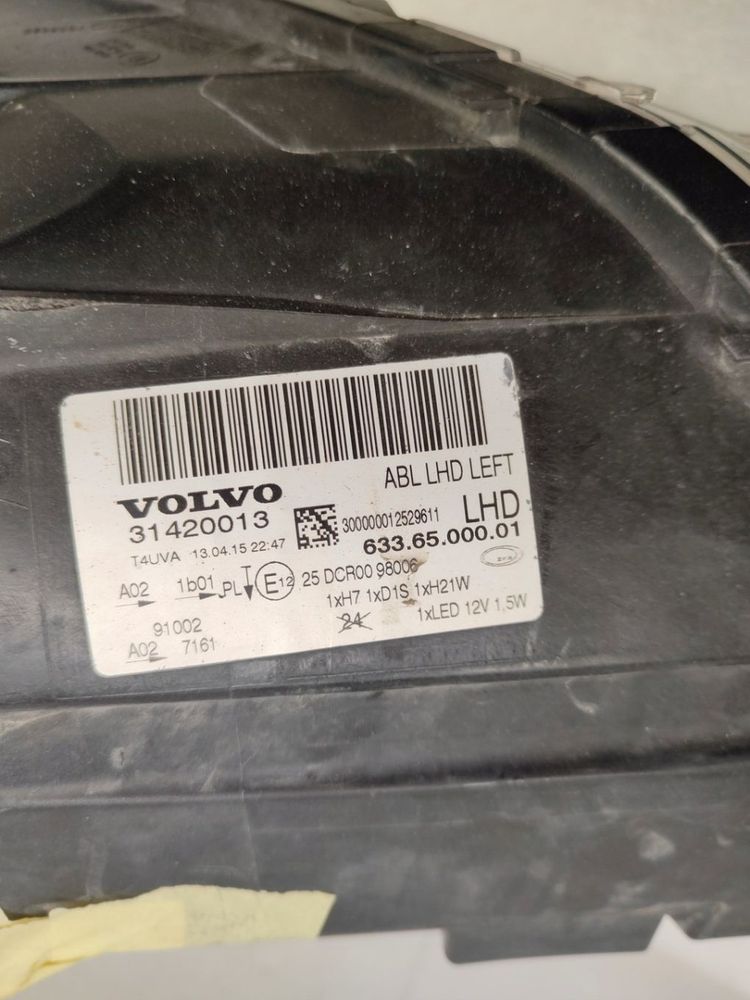 ABL LHD LEFT
VOLVO
31420013
300000012529611
LHD
633.65.000.01
T4UVA 13.04.15 22:47
A02 1b01 PL E12 25 DCR00 98006
1xH7 1xD1S 1xH21W
91002
24
1xLED 12V 1,5W
A02 7161